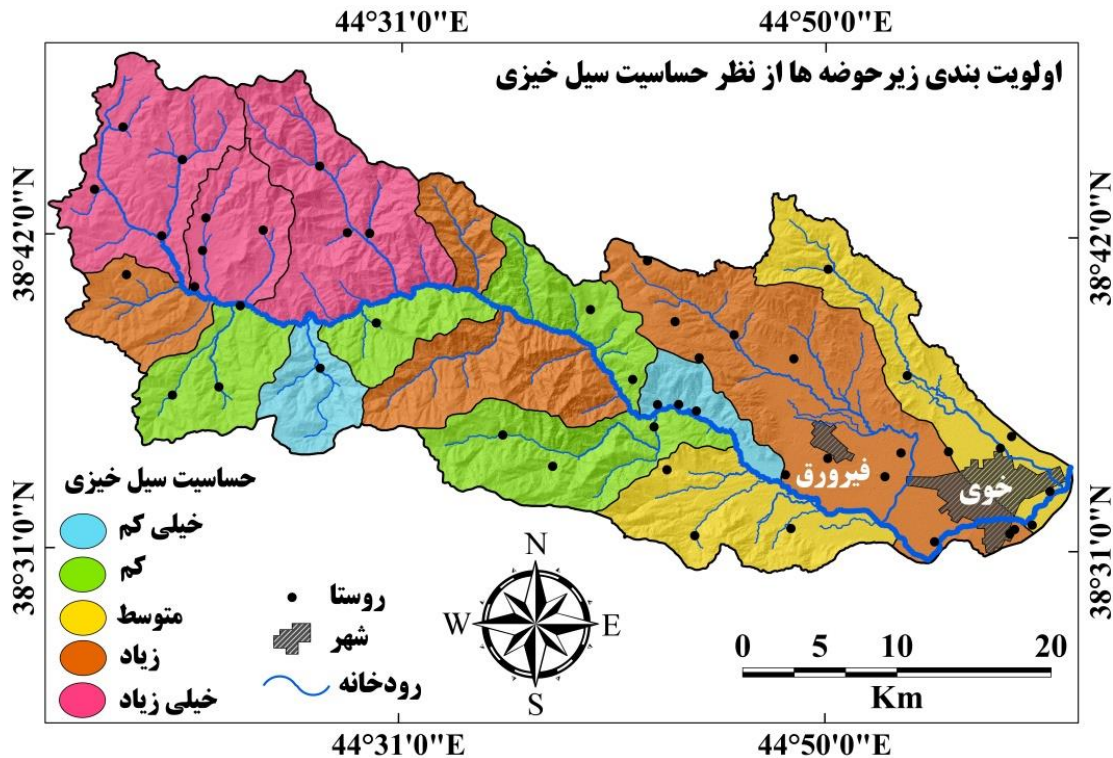 44°31'0"E
44°50'0"E
اولویت بندی زیرحوضه ها از نظر حساسیت سیل خیزی
38°42'0"N
38°42'0"N
فیرورق
خوی
38°31'0"N
38°31'0"N
حساسیت سیل خیزی
خیلی کم
کم
متوسط
زیاد
خیلی زیاد
روستا
شهر
رودخانه
N
W
E
S
0 5 10 20
Km
44°31'0"E
44°50'0"E